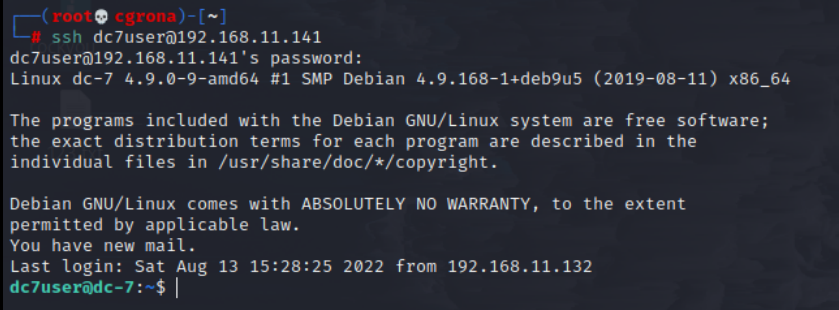 ┌──(root💀cgrona)-[~]
└─# ssh dc7user@192.168.11.141
dc7user@192.168.11.141's password:
Linux dc-7 4.9.0-9-amd64 #1 SMP Debian 4.9.168-1+deb9u5 (2019-08-11) x86_64

The programs included with the Debian GNU/Linux system are free software;
the exact distribution terms for each program are described in the
individual files in /usr/share/doc/*/copyright.

Debian GNU/Linux comes with ABSOLUTELY NO WARRANTY, to the extent
permitted by applicable law.
You have new mail.
Last login: Sat Aug 13 15:28:25 2022 from 192.168.11.132
dc7user@dc-7:~$